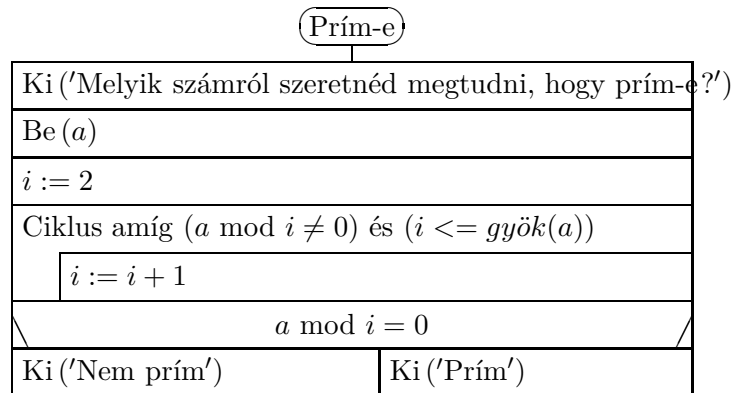 Prím-e
Ki('Melyik számról szeretnéd megtudni, hogy prím-e?')
Be(a)
i := 2
Ciklus amíg (a mod i ≠ 0) és (i <= gyök(a))
i := i + 1
a mod i = 0
Ki('Nem prím') Ki('Prím')